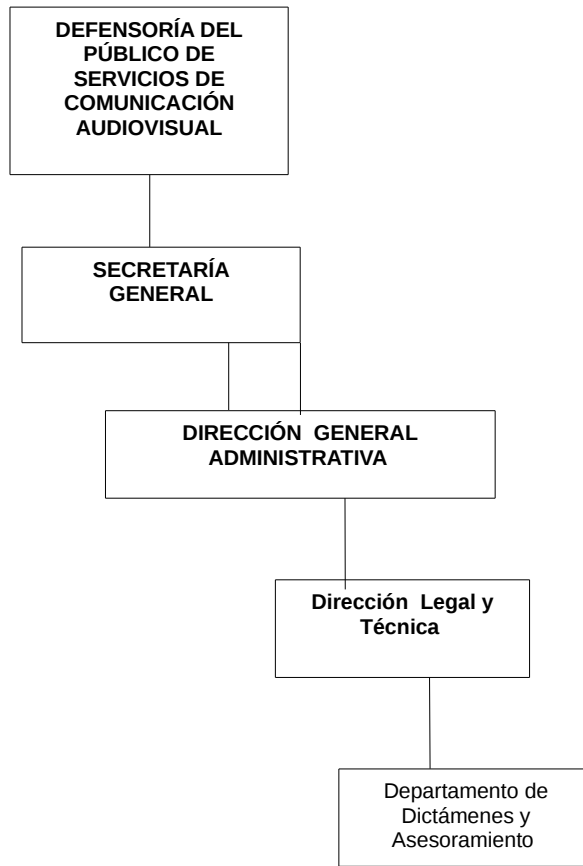 DEFENSORÍA DEL
PÚBLICO DE
SERVICIOS DE
COMUNICACIÓN
AUDIOVISUAL
SECRETARÍA
GENERAL
DIRECCIÓN GENERAL
ADMINISTRATIVA
Dirección Legal y
Técnica
Departamento de
Dictámenes y
Asesoramiento